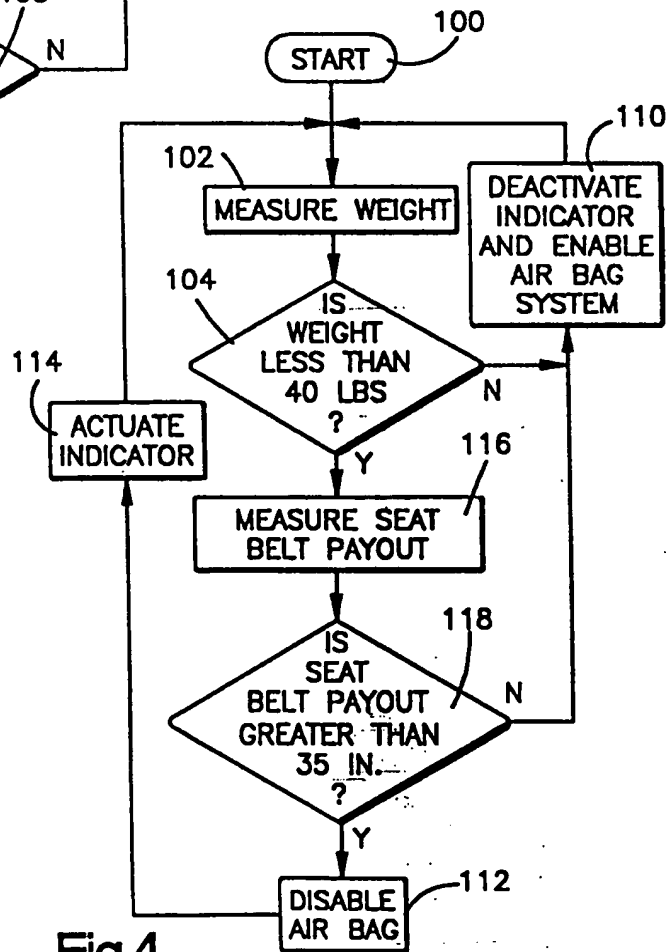 N
100
START
110
102
MEASURE WEIGHT
DEACTIVATE
INDICATOR
AND ENABLE
AIR BAG
SYSTEM
104
IS
WEIGHT
LESS THAN
40 LBS
?
N
Y
114
ACTUATE
INDICATOR
116
MEASURE SEAT
BELT PAYOUT
118
IS
SEAT
BELT PAYOUT
GREATER THAN
35 IN.
?
N
Y
112
DISABLE
AIR BAG
Fig.4